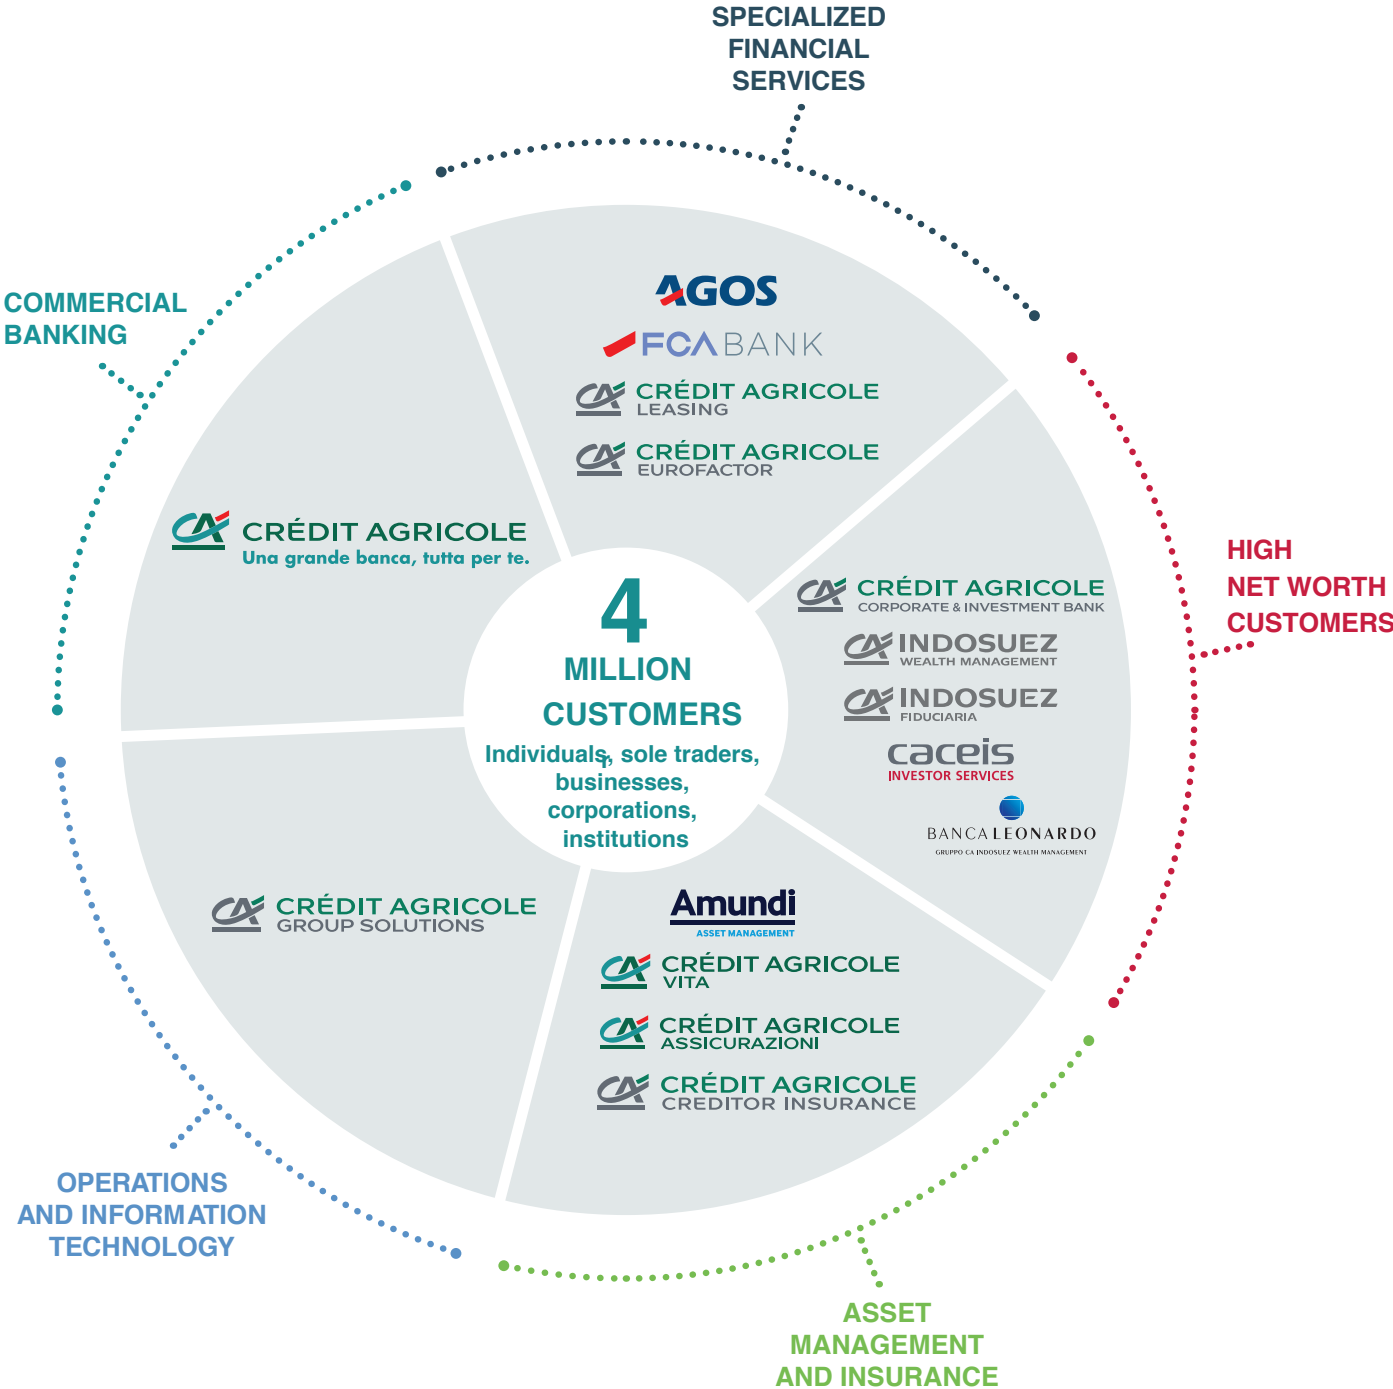 SPECIALIZED
FINANCIAL
SERVICES
COMMERCIAL
BANKING
AGOS
FCA BANK
CRÉDIT AGRICOLE
LEASING
CRÉDIT AGRICOLE
EUROFACTOR
CRÉDIT AGRICOLE
Una grande banca, tutta per te.
HIGH
NET WORTH
CUSTOMERS
CRÉDIT AGRICOLE
CORPORATE & INVESTMENT BANK
INDOSUEZ
WEALTH MANAGEMENT
INDOSUEZ
FIDUCIARIA
caceis
INVESTOR SERVICES
BANCA LEONARDO
GRUPPO CA INDOSUEZ WEALTH MANAGEMENT
4
MILLION
CUSTOMERS
Individuals, sole traders,
businesses,
corporations,
institutions
CRÉDIT AGRICOLE
GROUP SOLUTIONS
Amundi
ASSET MANAGEMENT
CRÉDIT AGRICOLE
VITA
CRÉDIT AGRICOLE
ASSICURAZIONI
CRÉDIT AGRICOLE
CREDITOR INSURANCE
OPERATIONS
AND INFORMATION
TECHNOLOGY
ASSET
MANAGEMENT
AND INSURANCE